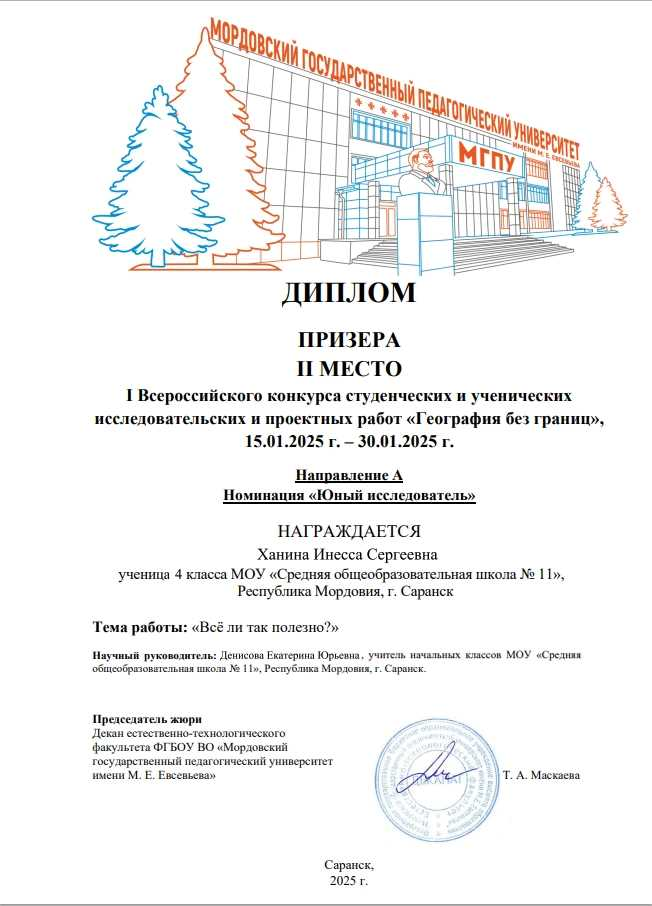 МОРДОВСКИЙ ГОСУДАРСТВЕННЫЙ ПЕДАГОГИЧЕСКИЙ УНИВЕРСИТЕТ
ИМЕНИ М. Е. ЕВСЕВЬЕВА
МГПУ
ДИПЛОМ
ПРИЗЕРА
II МЕСТО
I Всероссийского конкурса студенческих и ученических
исследовательских и проектных работ «География без границ»,
15.01.2025 г. – 30.01.2025 г.
Направление А
Номинация «Юный исследователь»
НАГРАЖДАЕТСЯ
Ханина Инесса Сергеевна
ученица 4 класса МОУ «Средняя общеобразовательная школа № 11»,
Республика Мордовия, г. Саранск
Тема работы: «Всё ли так полезно?»
Научный руководитель: Денисова Екатерина Юрьевна, учитель начальных классов МОУ «Средняя
общеобразовательная школа № 11», Республика Мордовия, г. Саранск.
Председатель жюри
Декан естественно-технологического
факультета ФГБОУ ВО «Мордовский
государственный педагогический университет
имени М. Е. Евсевьева»
Т. А. Маскаева
Саранск,
2025 г.